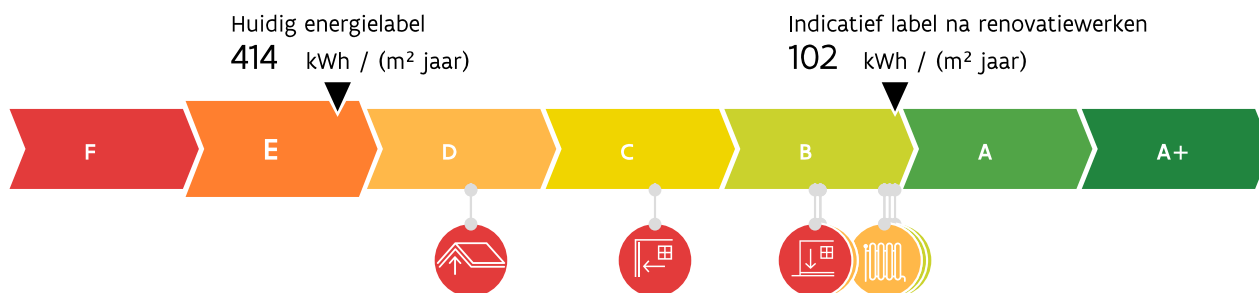 Huidig energielabel
414 kWh / (m² jaar)
Indicatief label na renovatiewerken
102 kWh / (m² jaar)
F E D C B A A+